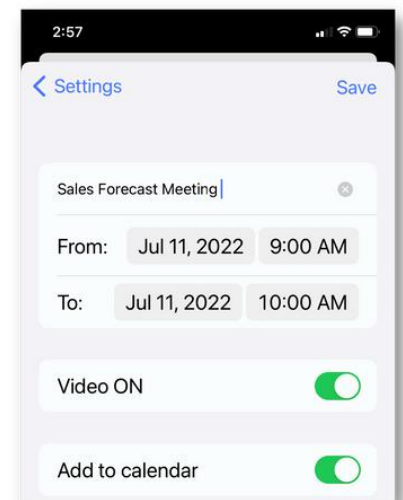 2:57
Settings Save
Sales Forecast Meeting
From: Jul 11, 2022 9:00 AM
To: Jul 11, 2022 10:00 AM
Video ON
Add to calendar